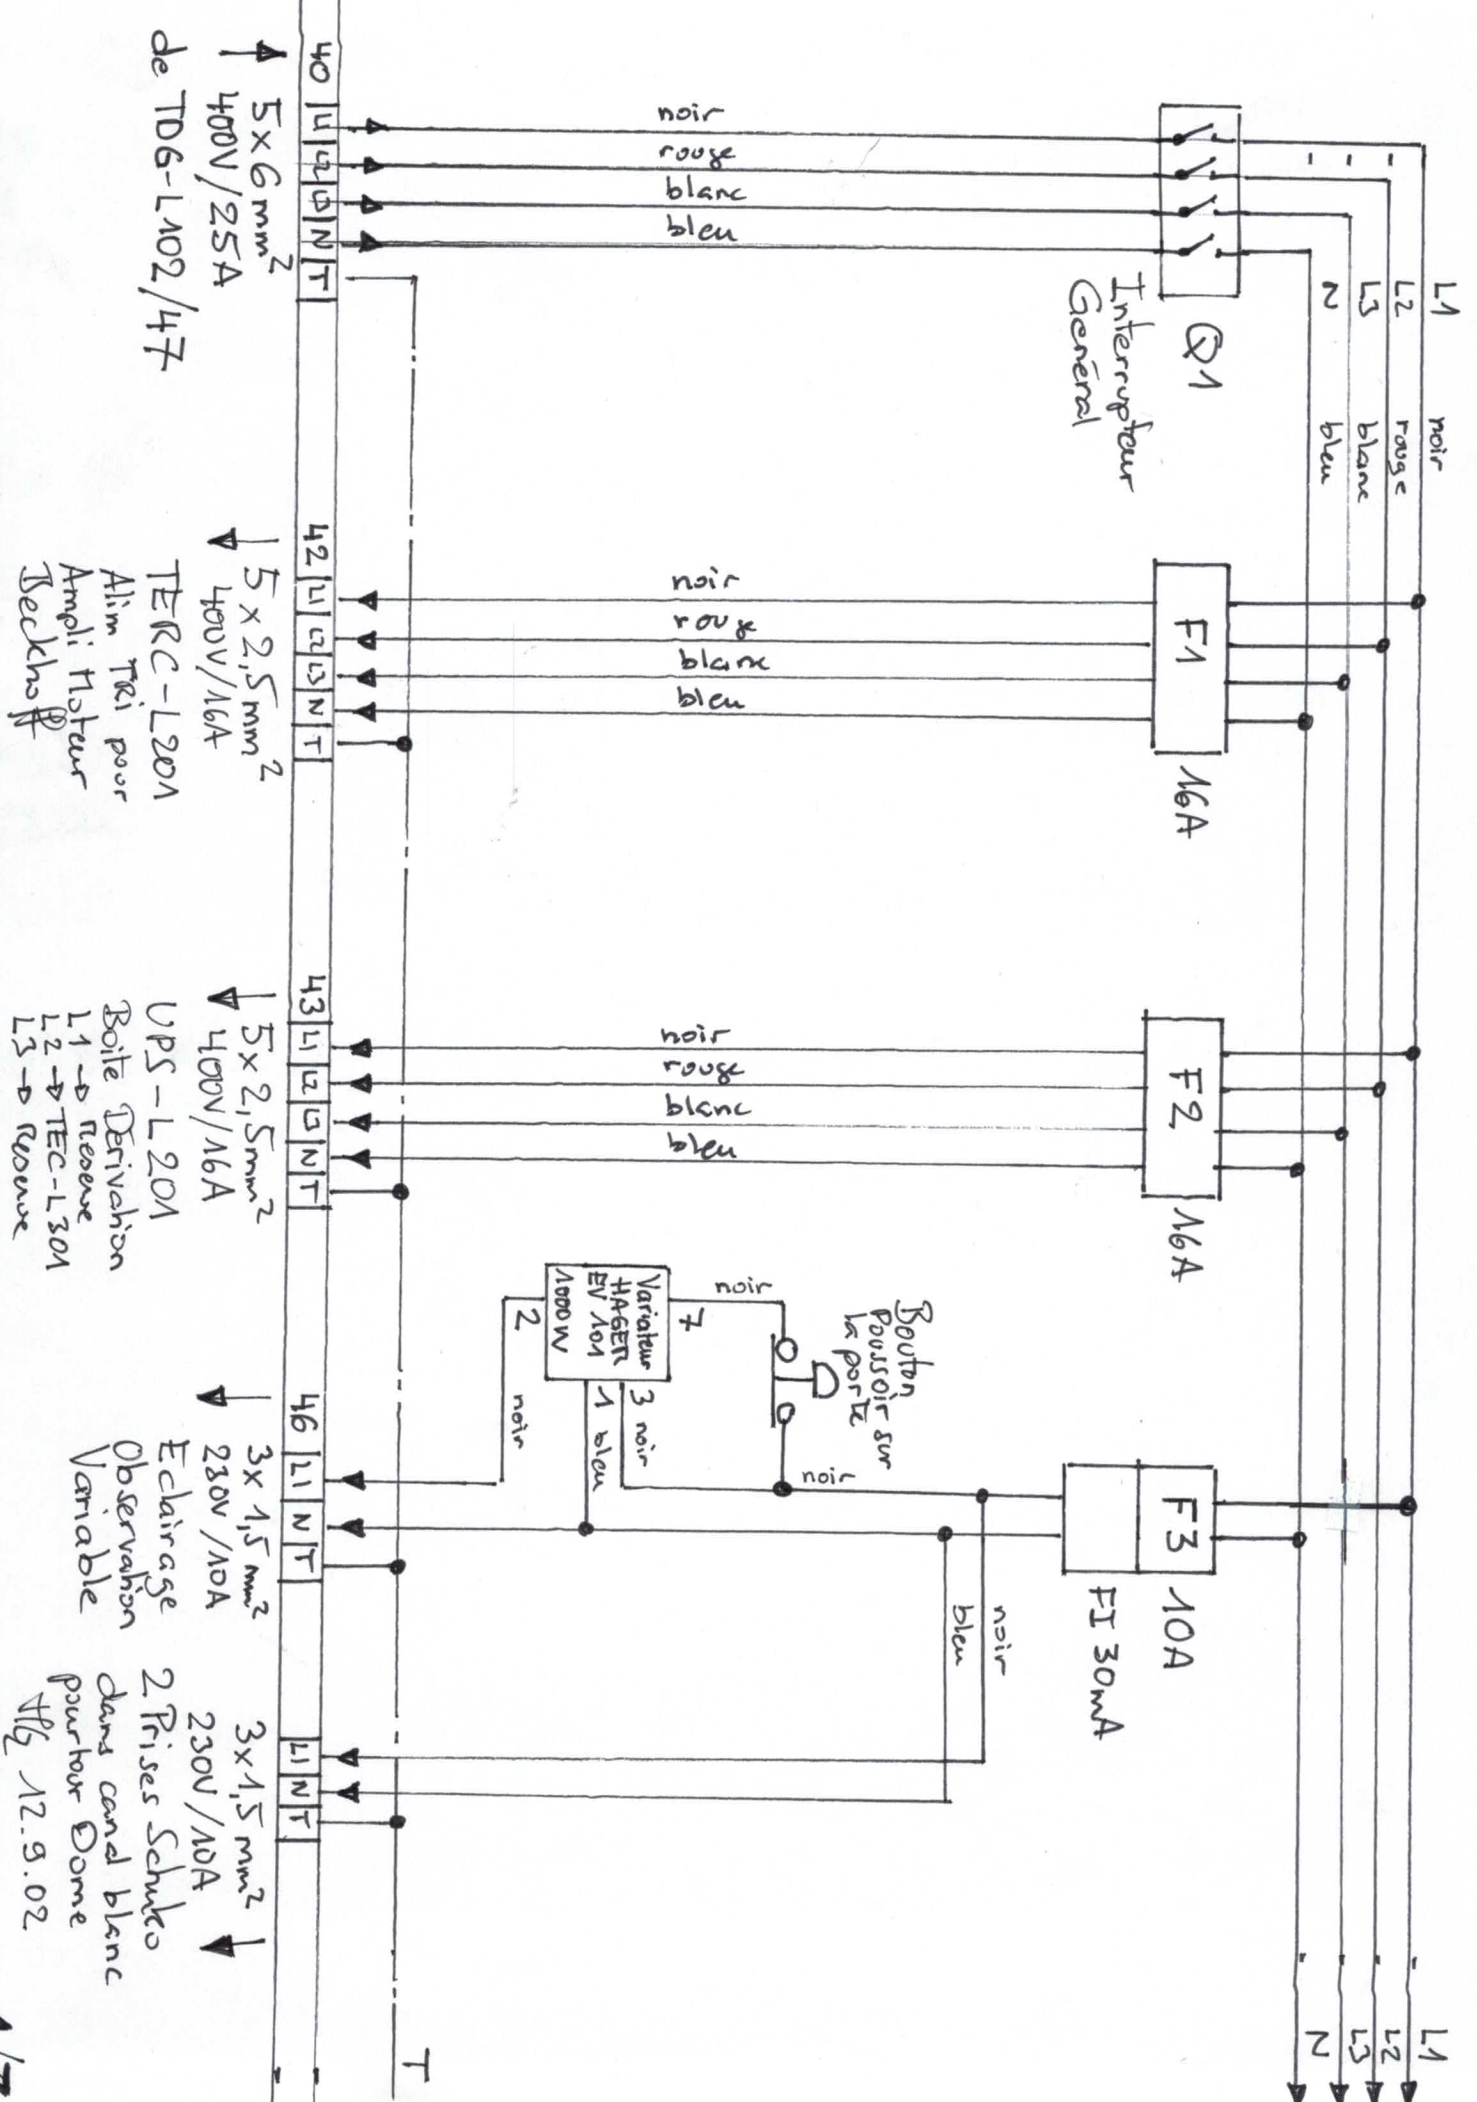 L1 noir
L2 rouge
L3 blanc
N bleu
L1
L2
L3
N
Q1
Interrupteur
Général
F1
16A
F2
16A
F3
10A
FI 30mA
noir
rouge
blanc
bleu
noir
rouge
blanc
bleu
noir
rouge
blanc
bleu
Bouton
Poussoir sur
la porte
noir
7
Variateur
HAGER
EV 101
1000W
2
noir
3 noir
1 bleu
noir
noir
bleu
T
40 L1 L2 L3 N T
5x6mm²
400V/25A
de TDG-L102/47
42 L1 L2 L3 N T
5x2,5mm²
400V/16A
TERC-L201
Alim TRi pour
Ampli Moteur
Beckhoff
43 L1 L2 L3 N T
5x2,5mm²
400V/16A
UPS-L201
Boite Derivation
L1 → Reserve
L2 → TEC-L301
L3 → Reserve
46 L1 N T
3x1,5mm²
230V/10A
Eclairage
Observation
Variable
L1 N T
3x1,5mm²
230V/10A
2 Prises Schuko
dans canal blanc
pourtour Dome
12.9.02